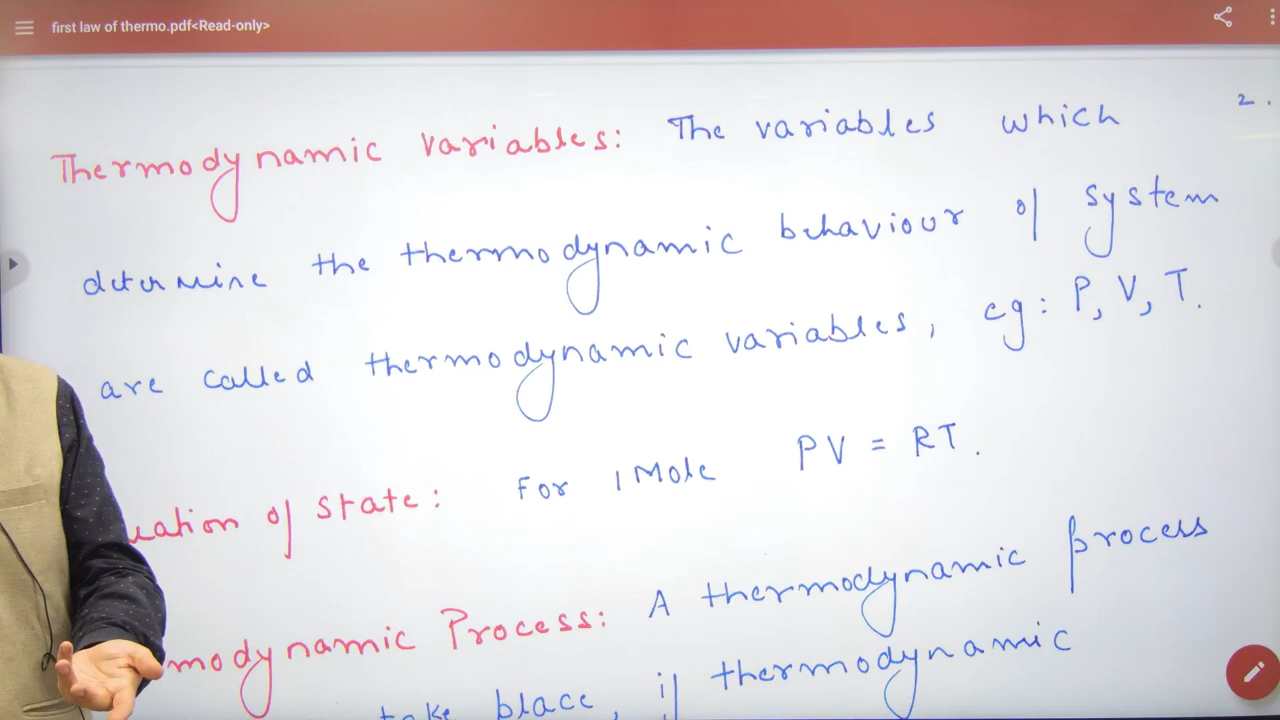 first law of thermo.pdf<Read-only>
2.
Thermodynamic variables: The variables which
determine the thermodynamic behaviour of system
are called thermodynamic variables, eg: P, V, T.
uation of state: For 1 Mole PV = RT.
modynamic Process: A thermodynamic process
take place, if thermodynamic